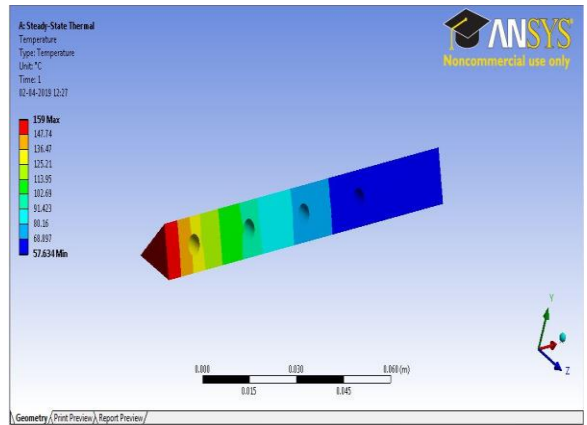 A: Steady-State Thermal
Temperature
Type: Temperature
Unit: °C
Time: 1
02-04-2019 12:27
159 Max
147.74
136.47
125.21
113.95
102.69
91.423
80.16
68.897
57.634 Min
ANSYS
Noncommercial use only
Y
Z
0.000
0.030
0.060 (m)
0.015
0.045
Geometry Print Preview Report Preview